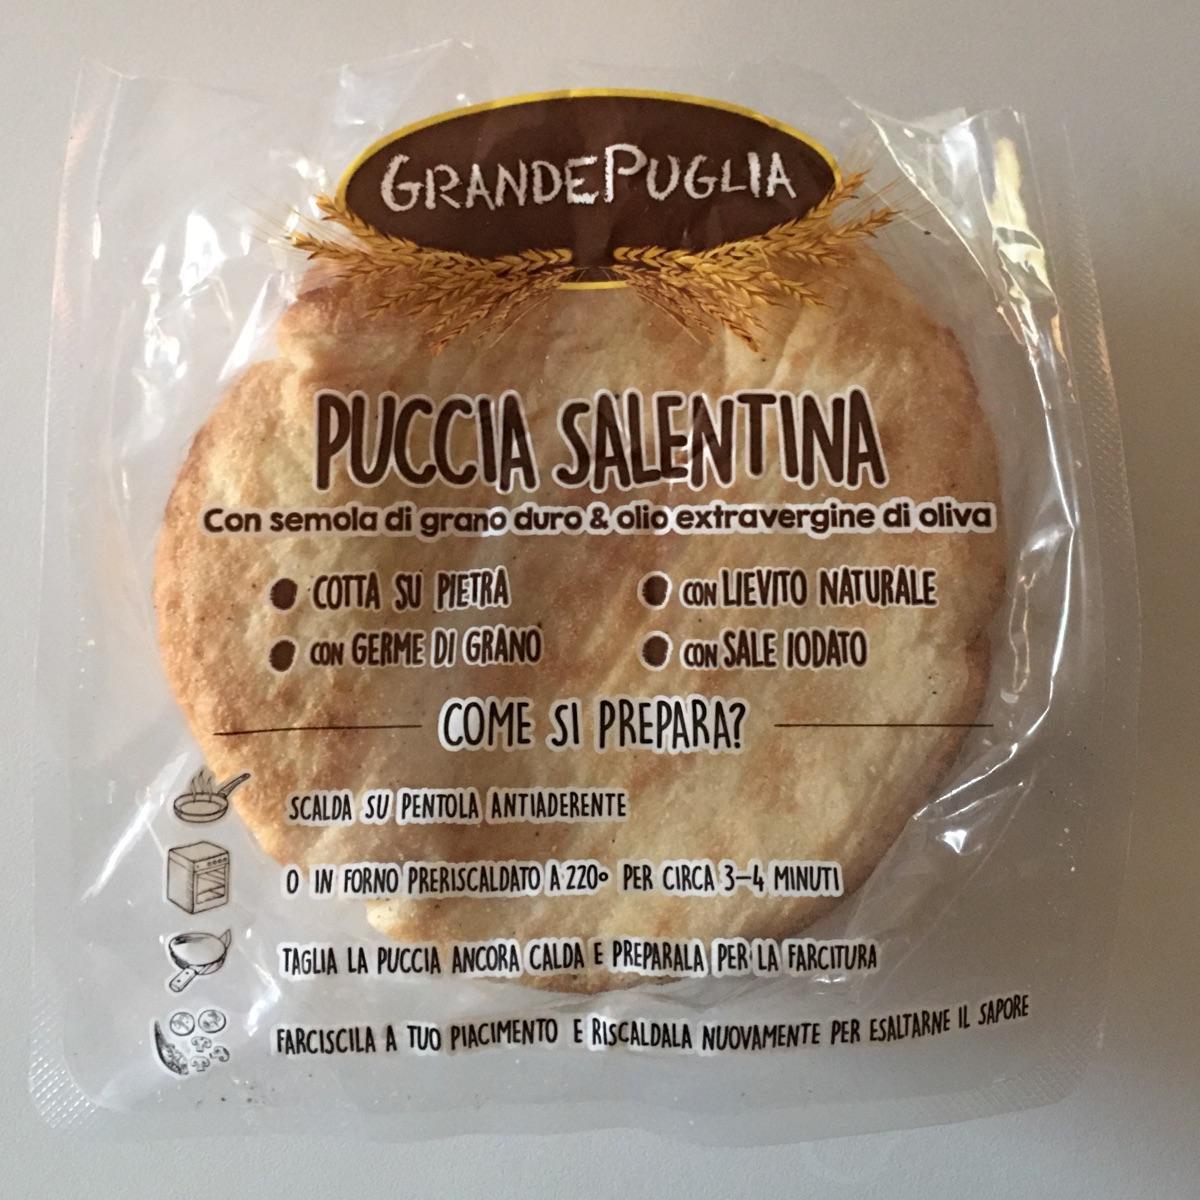 GRANDEPUGLIA
PUCCIA SALENTINA
Con semola di grano duro & olio extravergine di oliva
COTTA SU PIETRA
CON LIEVITO NATURALE
CON GERME DI GRANO
CON SALE IODATO
COME SI PREPARA?
SCALDA SU PENTOLA ANTIADERENTE
O IN FORNO PRERISCALDATO A 220° PER CIRCA 3-4 MINUTI
TAGLIA LA PUCCIA ANCORA CALDA E PREPARALA PER LA FARCITURA
FARCISCILA A TUO PIACIMENTO E RISCALDALA NUOVAMENTE PER ESALTARNE IL SAPORE